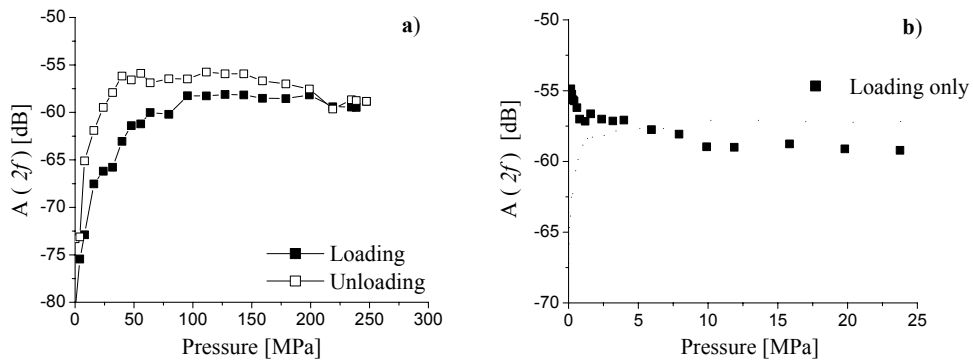 a)
A ( 2f ) [dB]
-50
-55
-60
-65
-70
-75
-80
0
50
100
150
200
250
300
Pressure [MPa]
Loading
Unloading
b)
A ( 2f ) [dB]
-50
-55
-60
-65
-70
0
5
10
15
20
25
Pressure [MPa]
Loading only